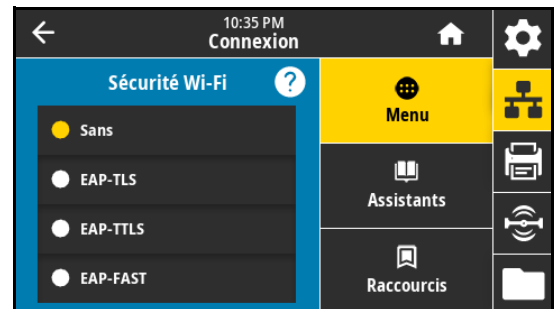 10:35 PM
Connexion
Sécurité Wi-Fi
?
Sans
EAP-TLS
EAP-TTLS
EAP-FAST
Menu
Assistants
Raccourcis